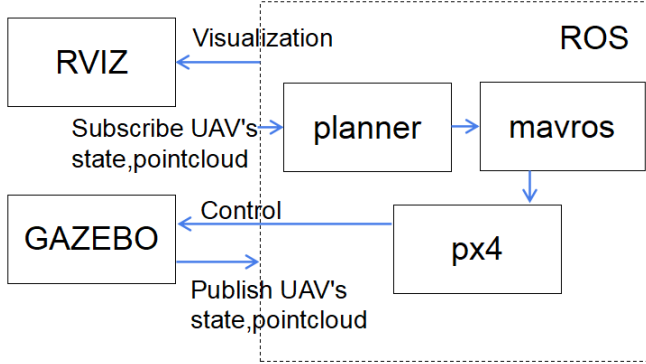 Visualization
ROS
RVIZ
Subscribe UAV's
state,pointcloud
planner
mavros
GAZEBO
Control
px4
Publish UAV's
state,pointcloud